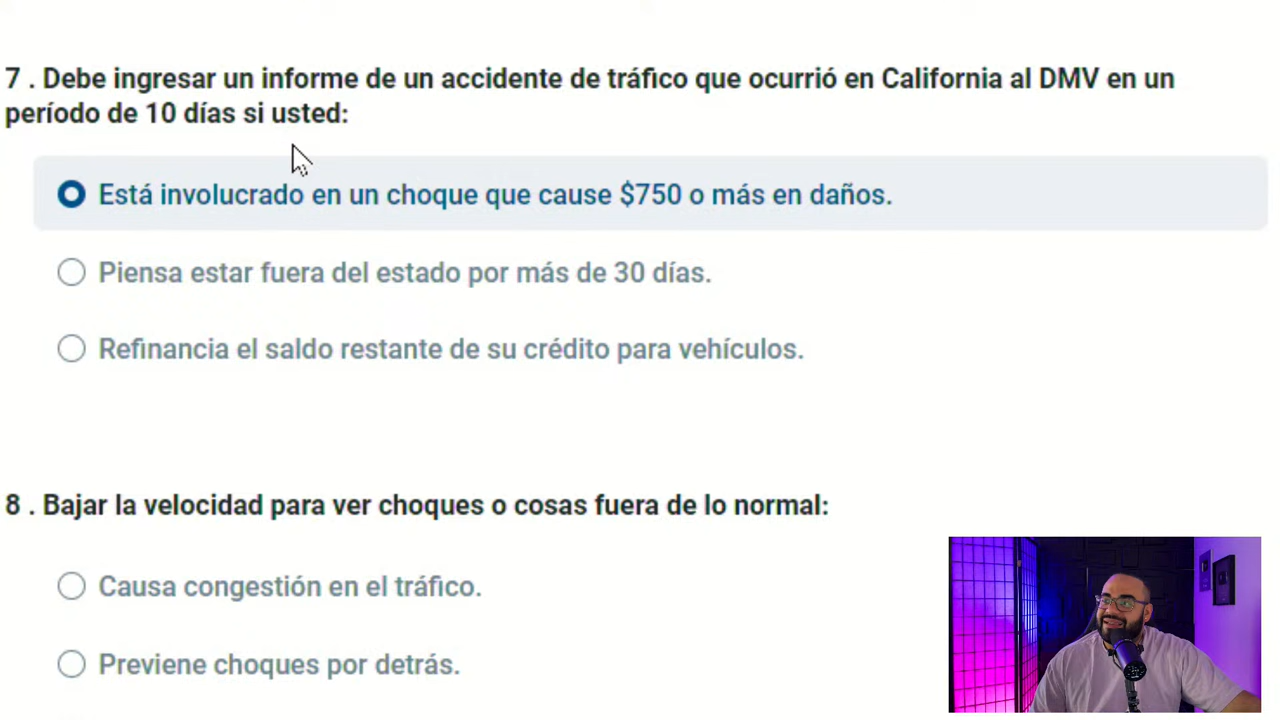 7 . Debe ingresar un informe de un accidente de tráfico que ocurrió en California al DMV en un
período de 10 días si usted:
Está involucrado en un choque que cause $750 o más en daños.
Piensa estar fuera del estado por más de 30 días.
Refinancia el saldo restante de su crédito para vehículos.
8 . Bajar la velocidad para ver choques o cosas fuera de lo normal:
Causa congestión en el tráfico.
Previene choques por detrás.